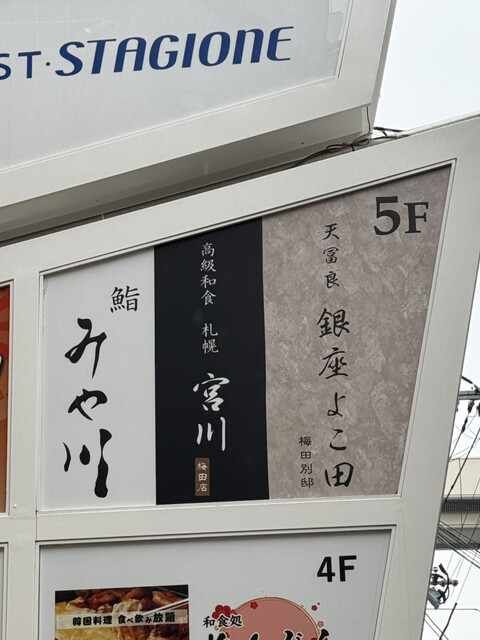 ST·STAGIONE
5F
天冨良
銀座よこ田
梅田別邸
高級和食 札幌
宮川
梅田店
鮨
みや川
4F
韓国料理 食べ飲み放題
和食処